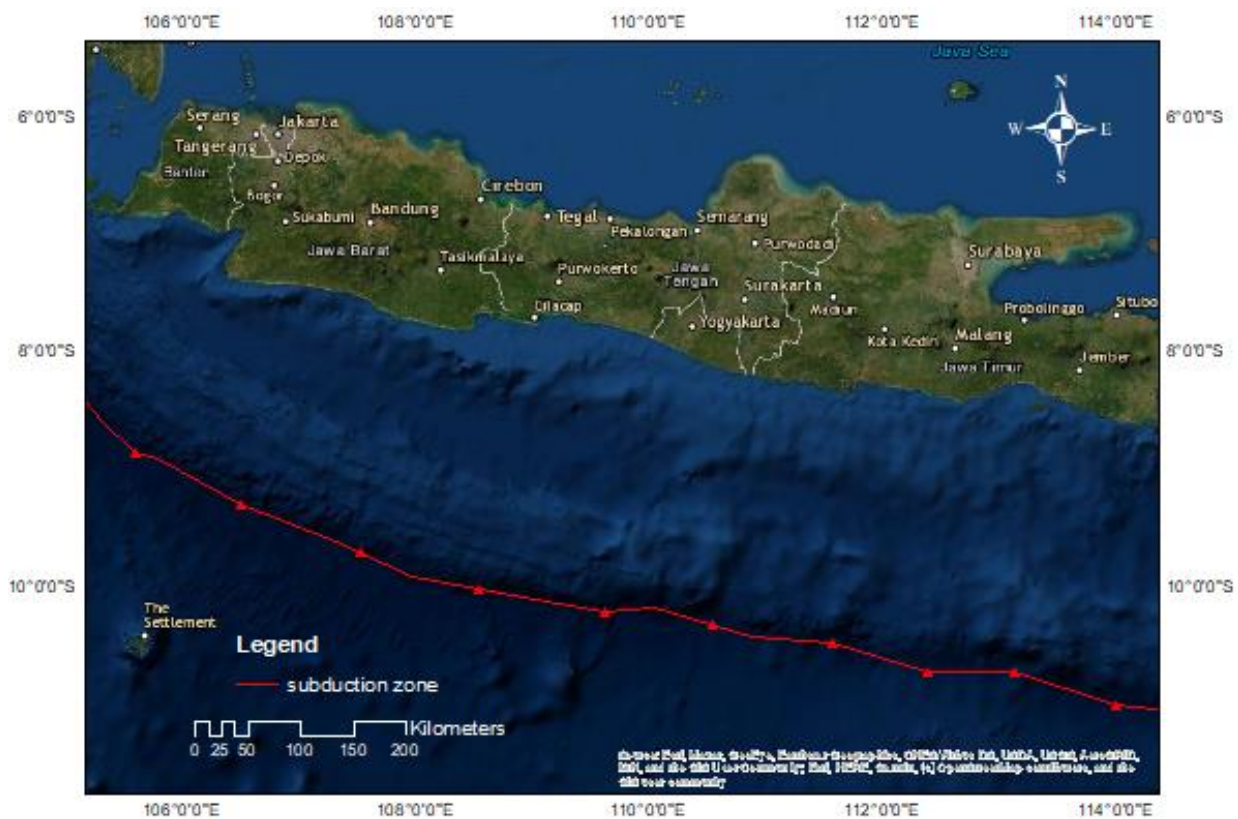 106°0'0"E 108°0'0"E 110°0'0"E 112°0'0"E 114°0'0"E
Java Sea
N
6°0'0"S 6°0'0"S
Serang Jakarta
W E
Tangerang
Depok
Banten
S
Bogor Cirebon
Sukabumi Bandung Tegal Semarang
Pekalongan
Purwodadi
Jawa Barat Surabaya
Tasikmalaya Purwokerto Jawa
Tengah
Surakarta
Cilacap Madiun Probolinggo Situbo
Yogyakarta
Kota Kediri Malang
8°0'0"S 8°0'0"S
Jawa Timur Jember
10°0'0"S 10°0'0"S
The
Settlement
Legend
subduction zone
Kilometers
0 25 50 100 150 200
106°0'0"E 108°0'0"E 110°0'0"E 112°0'0"E 114°0'0"E